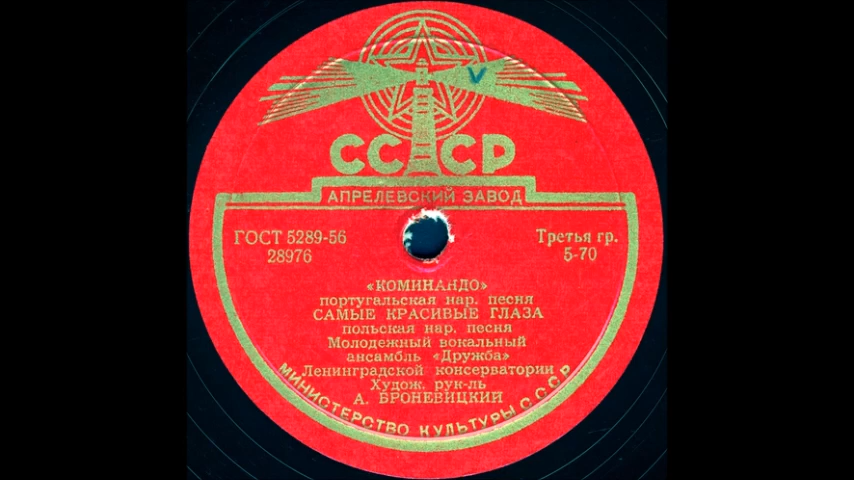 СССР
АПРЕЛЕВСКИЙ ЗАВОД
ГОСТ 5289-56
28976
Третья гр.
5-70
«КОМИНАНДО»
португальская нар. песня
САМЫЕ КРАСИВЫЕ ГЛАЗА
польская нар. песня
Молодежный вокальный
ансамбль «Дружба»
Ленинградской консерватории
Худож. рук-ль
А. БРОНЕВИЦКИЙ
МИНИСТЕРСТВО КУЛЬТУРЫ СССР